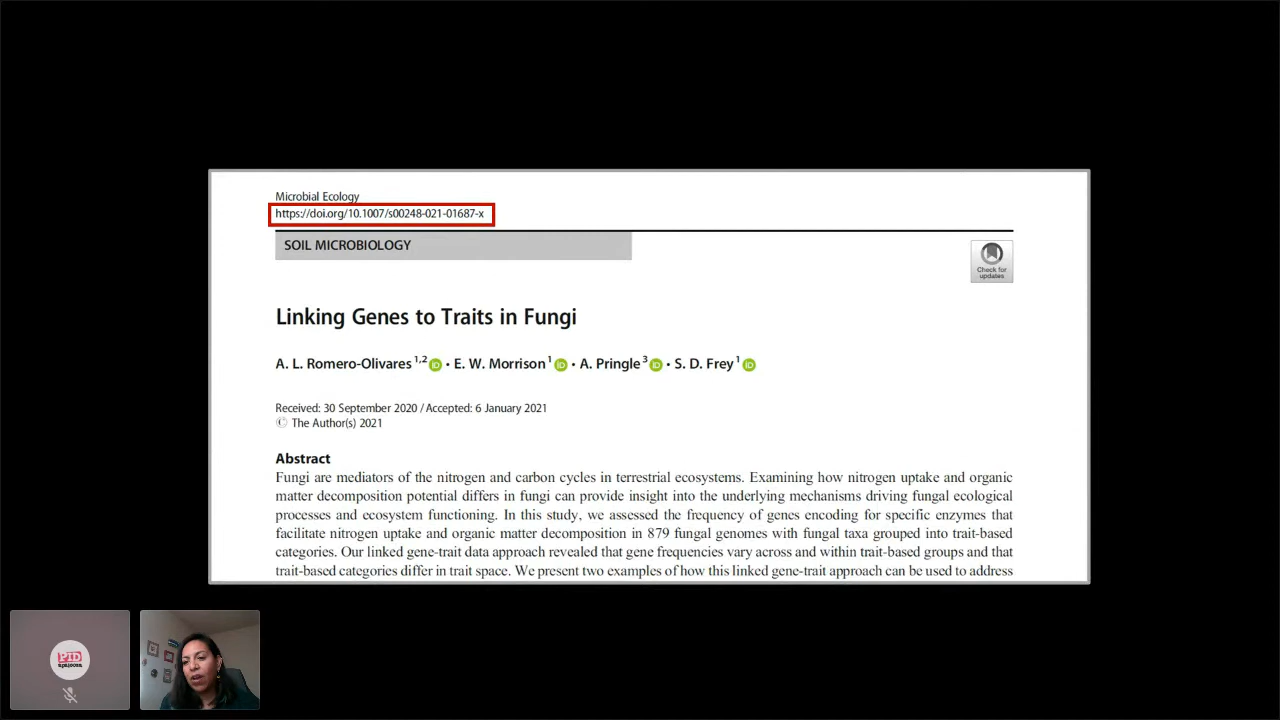 Microbial Ecology
https://doi.org/10.1007/s00248-021-01687-x
SOIL MICROBIOLOGY
Check for
updates
Linking Genes to Traits in Fungi
A. L. Romero-Olivares 1,2 iD • E. W. Morrison 1 iD • A. Pringle 3 iD • S. D. Frey 1 iD
Received: 30 September 2020 / Accepted: 6 January 2021
© The Author(s) 2021
Abstract
Fungi are mediators of the nitrogen and carbon cycles in terrestrial ecosystems. Examining how nitrogen uptake and organic
matter decomposition potential differs in fungi can provide insight into the underlying mechanisms driving fungal ecological
processes and ecosystem functioning. In this study, we assessed the frequency of genes encoding for specific enzymes that
facilitate nitrogen uptake and organic matter decomposition in 879 fungal genomes with fungal taxa grouped into trait-based
categories. Our linked gene-trait data approach revealed that gene frequencies vary across and within trait-based groups and that
trait-based categories differ in trait space. We present two examples of how this linked gene-trait approach can be used to address
PID
apalooza